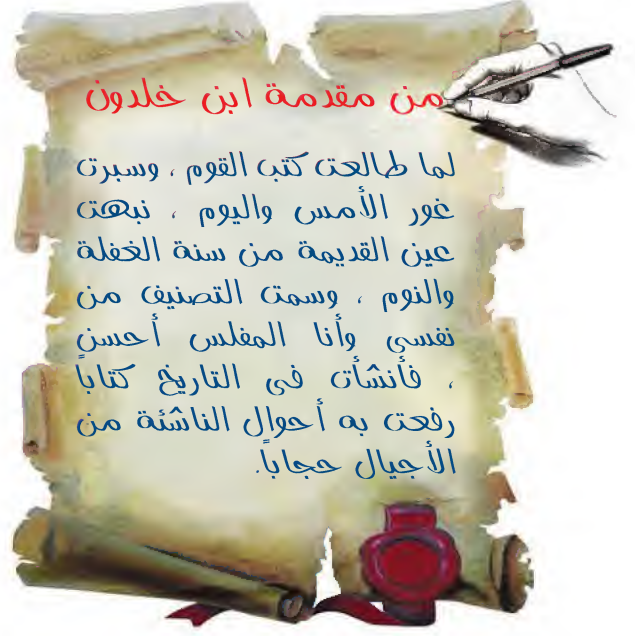 من مقدمة ابن خلدون
لما طالعت كتب القوم ، وسبرت
غور الأمس واليوم ، نبهت
عين القديمة من سنة الغفلة
والنوم ، وسمت التصنيف من
نفسي وأنا المفلس أحسن
، فأنشأت في التاريخ كتاباً
رفعت به أحوال الناشئة من
الأجيال حجاباً.